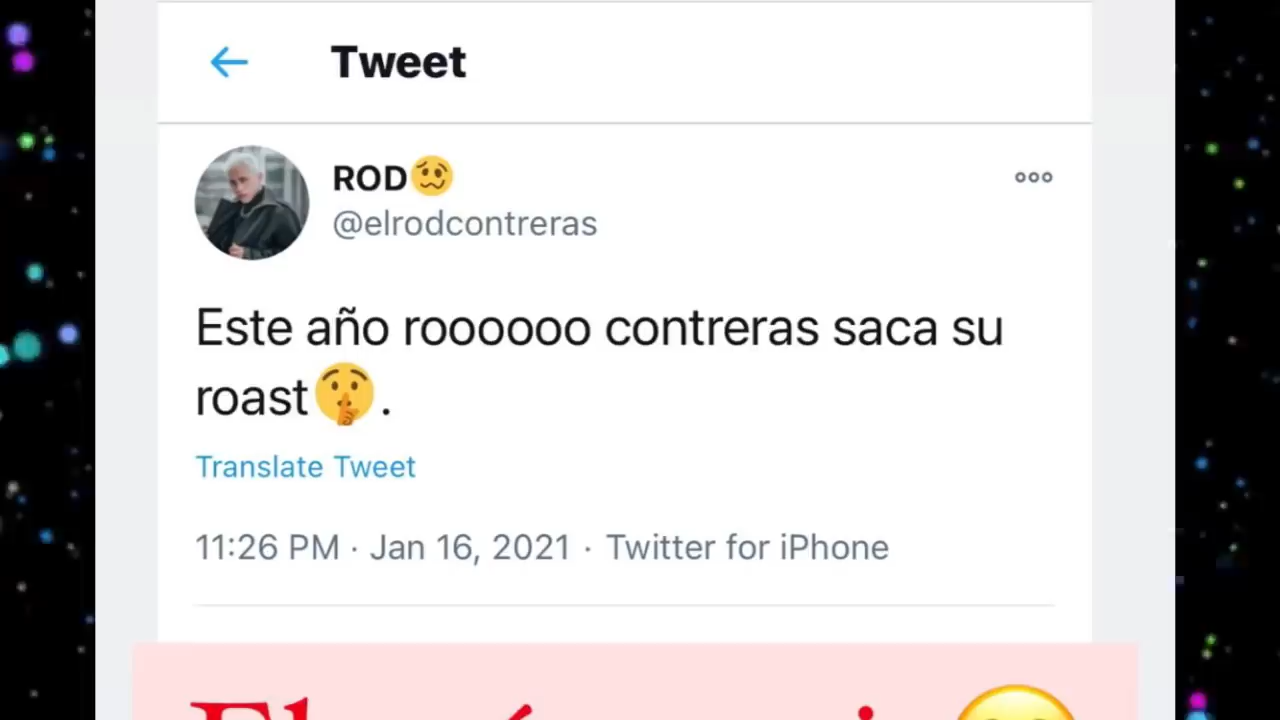 Tweet
ROD🥴
@elrodcontreras
Este año roooooo contreras saca su
roast🤫.
Translate Tweet
11:26 PM · Jan 16, 2021 · Twitter for iPhone
El